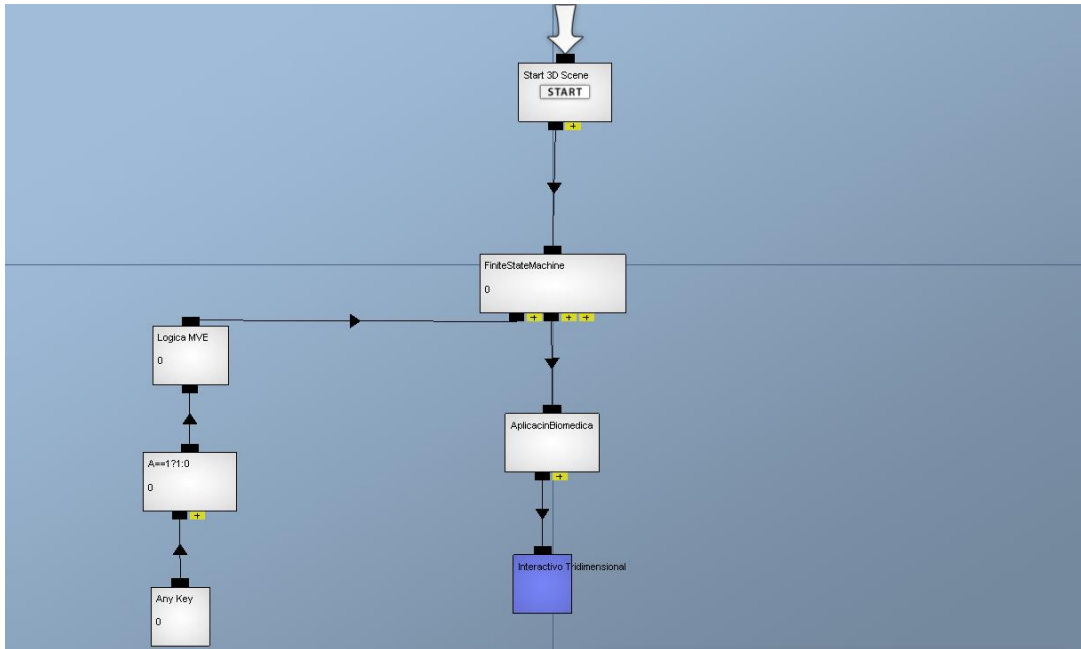 Start 3D Scene
START
+
FiniteStateMachine
0
+ + +
Logica MVE
0
AplicacinBiomedica
+
A==1?1:0
0
+
Interactivo Tridimensional
Any Key
0